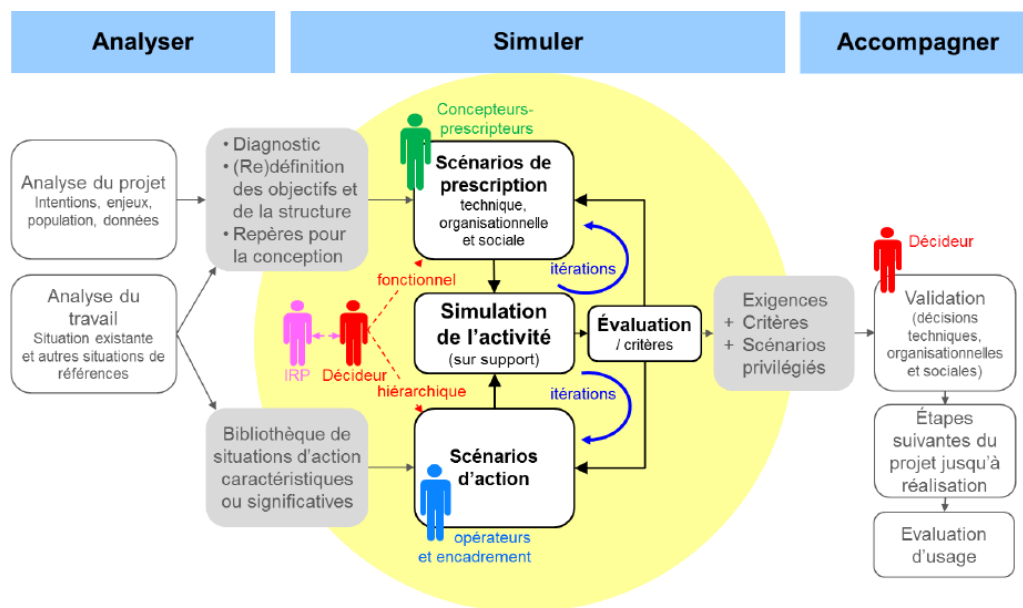 Analyser
Simuler
Accompagner
Concepteurs-
prescripteurs
Analyse du projet
Intentions, enjeux,
population, données
• Diagnostic
• (Re)définition
des objectifs et
de la structure
• Repères pour
la conception
Scénarios de
prescription
technique,
organisationnelle
et sociale
itérations
fonctionnel
Analyse du
travail
Situation existante
et autres situations de
références
IRP
Décideur
hiérarchique
Simulation
de l'activité
(sur support)
Évaluation
/ critères
itérations
Exigences
+ Critères
+ Scénarios
privilégiés
Bibliothèque de
situations d'action
caractéristiques
ou significatives
Scénarios
d'action
opérateurs
et encadrement
Décideur
Validation
(décisions
techniques,
organisationnelles
et sociales)
Étapes
suivantes du
projet jusqu'à
réalisation
Evaluation
d'usage